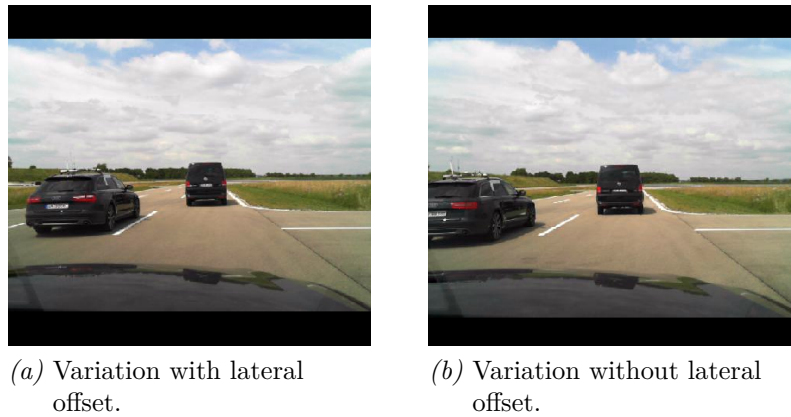 (a) Variation with lateral
offset.
(b) Variation without lateral
offset.